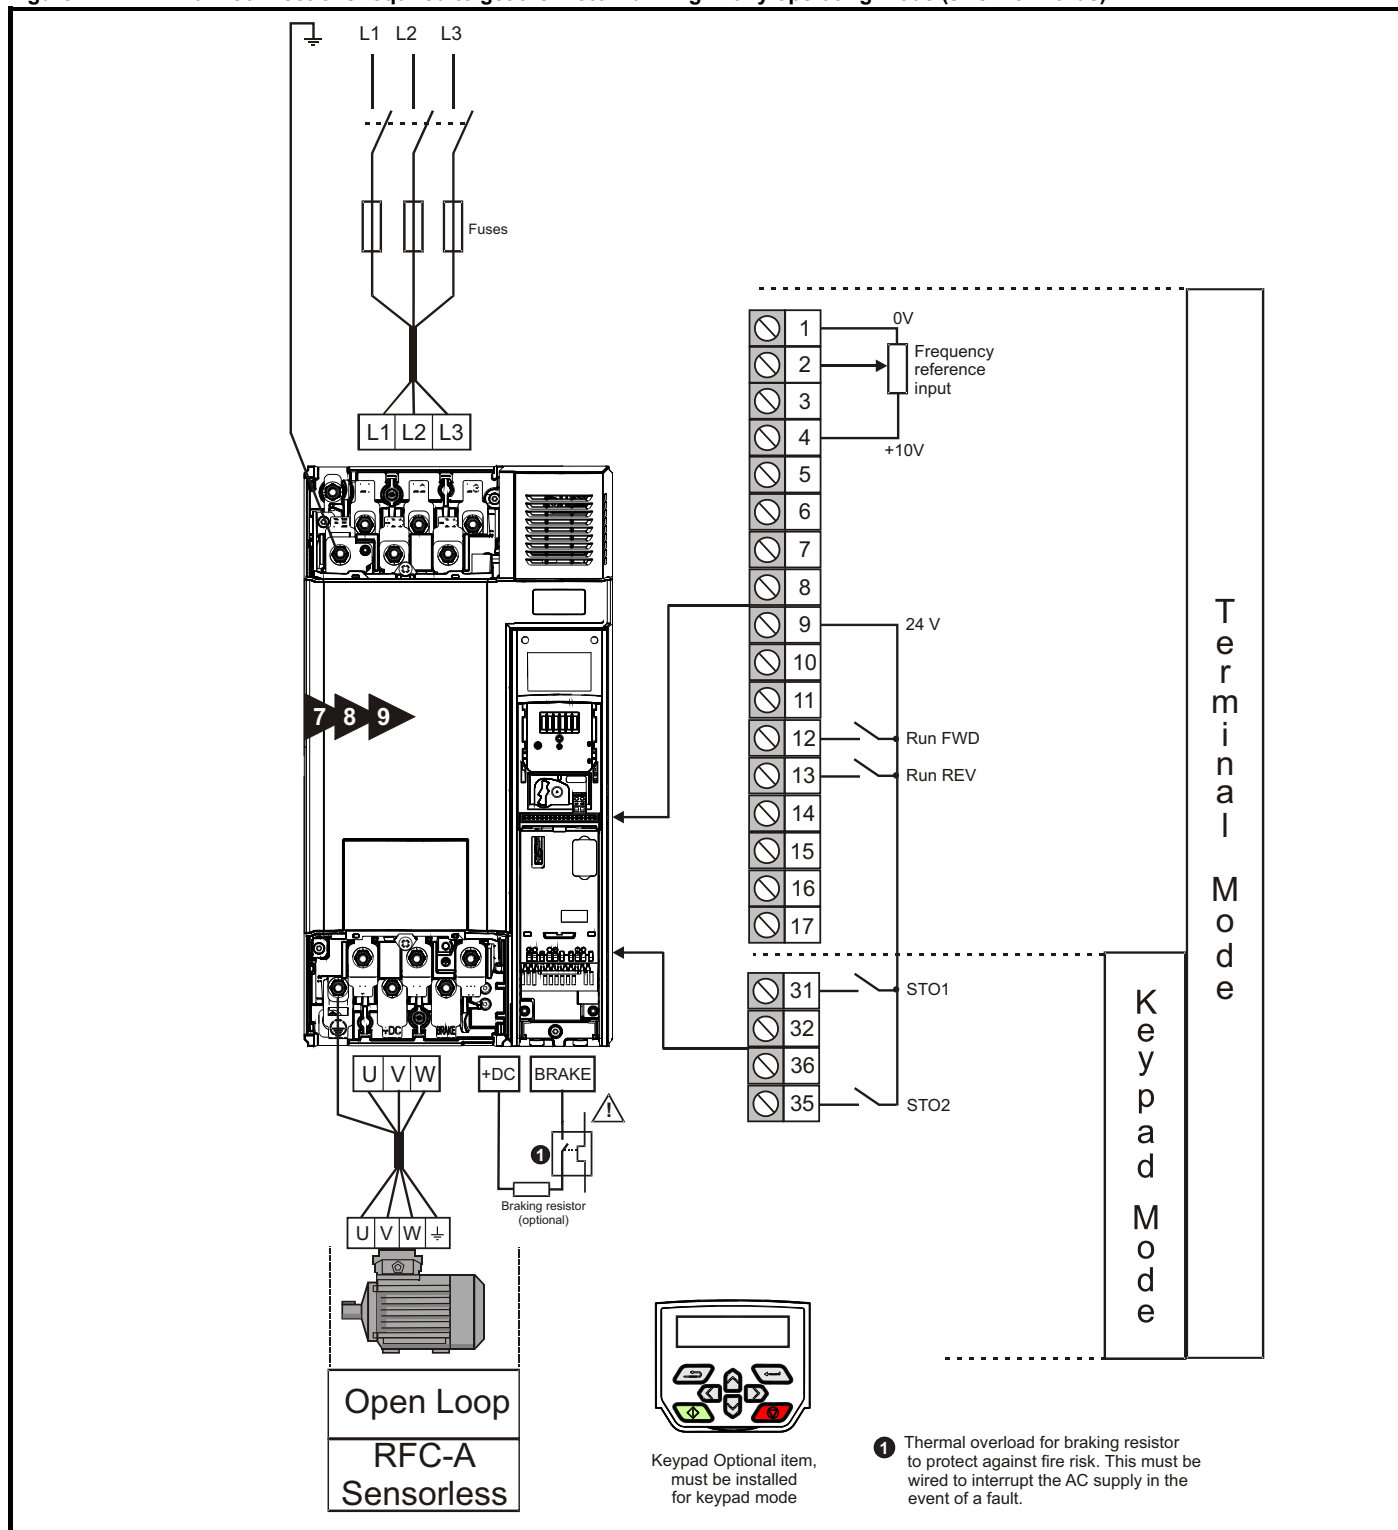 L1 L2 L3
Fuses
L1 L2 L3
7 8 9
+DC BRAKE
U V W
+DC
BRAKE
1
Braking resistor
(optional)
U V W
Open Loop
RFC-A
Sensorless
1
2
3
4
5
6
7
8
9
10
11
12
13
14
15
16
17
0V
Frequency
reference
input
+10V
24 V
Run FWD
Run REV
31
32
36
35
STO1
STO2
Terminal Mode
Keypad Mode
Keypad Optional item,
must be installed
for keypad mode
1 Thermal overload for braking resistor
to protect against fire risk. This must be
wired to interrupt the AC supply in the
event of a fault.